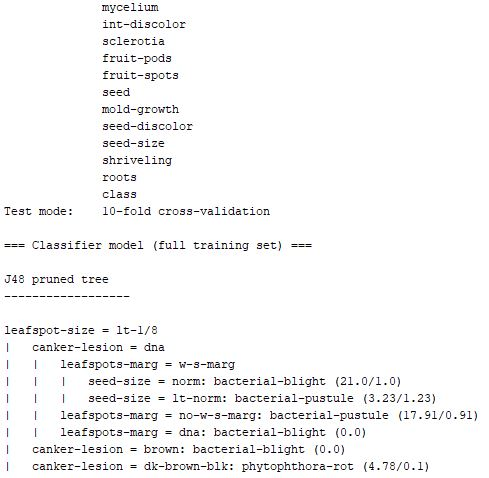 mycelium
int-discolor
sclerotia
fruit-pods
fruit-spots
seed
mold-growth
seed-discolor
seed-size
shriveling
roots
class
Test mode:    10-fold cross-validation
=== Classifier model (full training set) ===
J48 pruned tree
------------------
leafspot-size = lt-1/8
|   canker-lesion = dna
|   |   leafspots-marg = w-s-marg
|   |   |   seed-size = norm: bacterial-blight (21.0/1.0)
|   |   |   seed-size = lt-norm: bacterial-pustule (3.23/1.23)
|   |   leafspots-marg = no-w-s-marg: bacterial-pustule (17.91/0.91)
|   |   leafspots-marg = dna: bacterial-blight (0.0)
|   canker-lesion = brown: bacterial-blight (0.0)
|   canker-lesion = dk-brown-blk: phytophthora-rot (4.78/0.1)